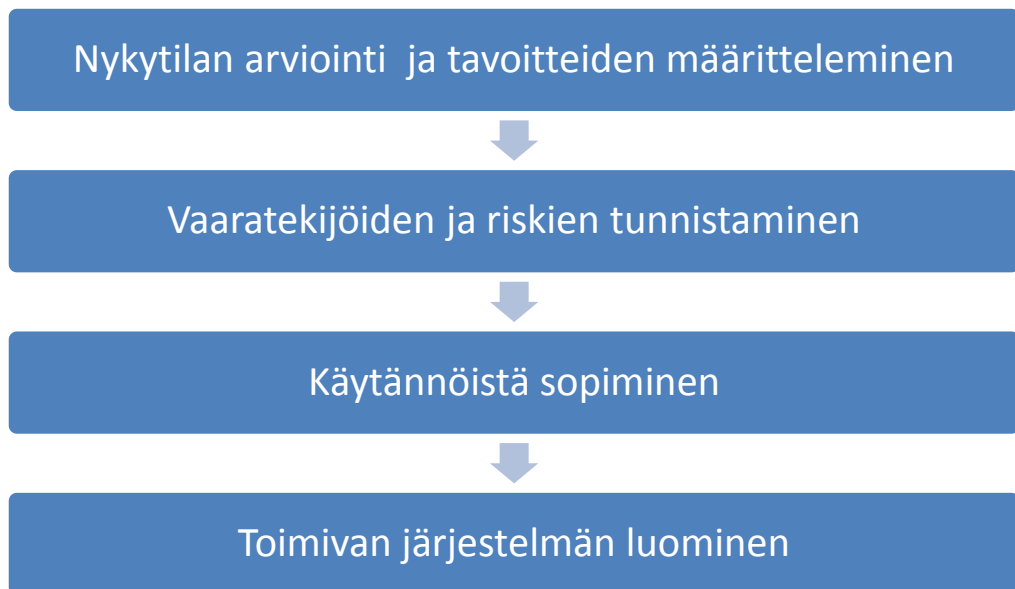 Nykytilan arviointi  ja tavoitteiden määritteleminen
Vaaratekijöiden ja riskien tunnistaminen
Käytännöistä sopiminen
Toimivan järjestelmän luominen